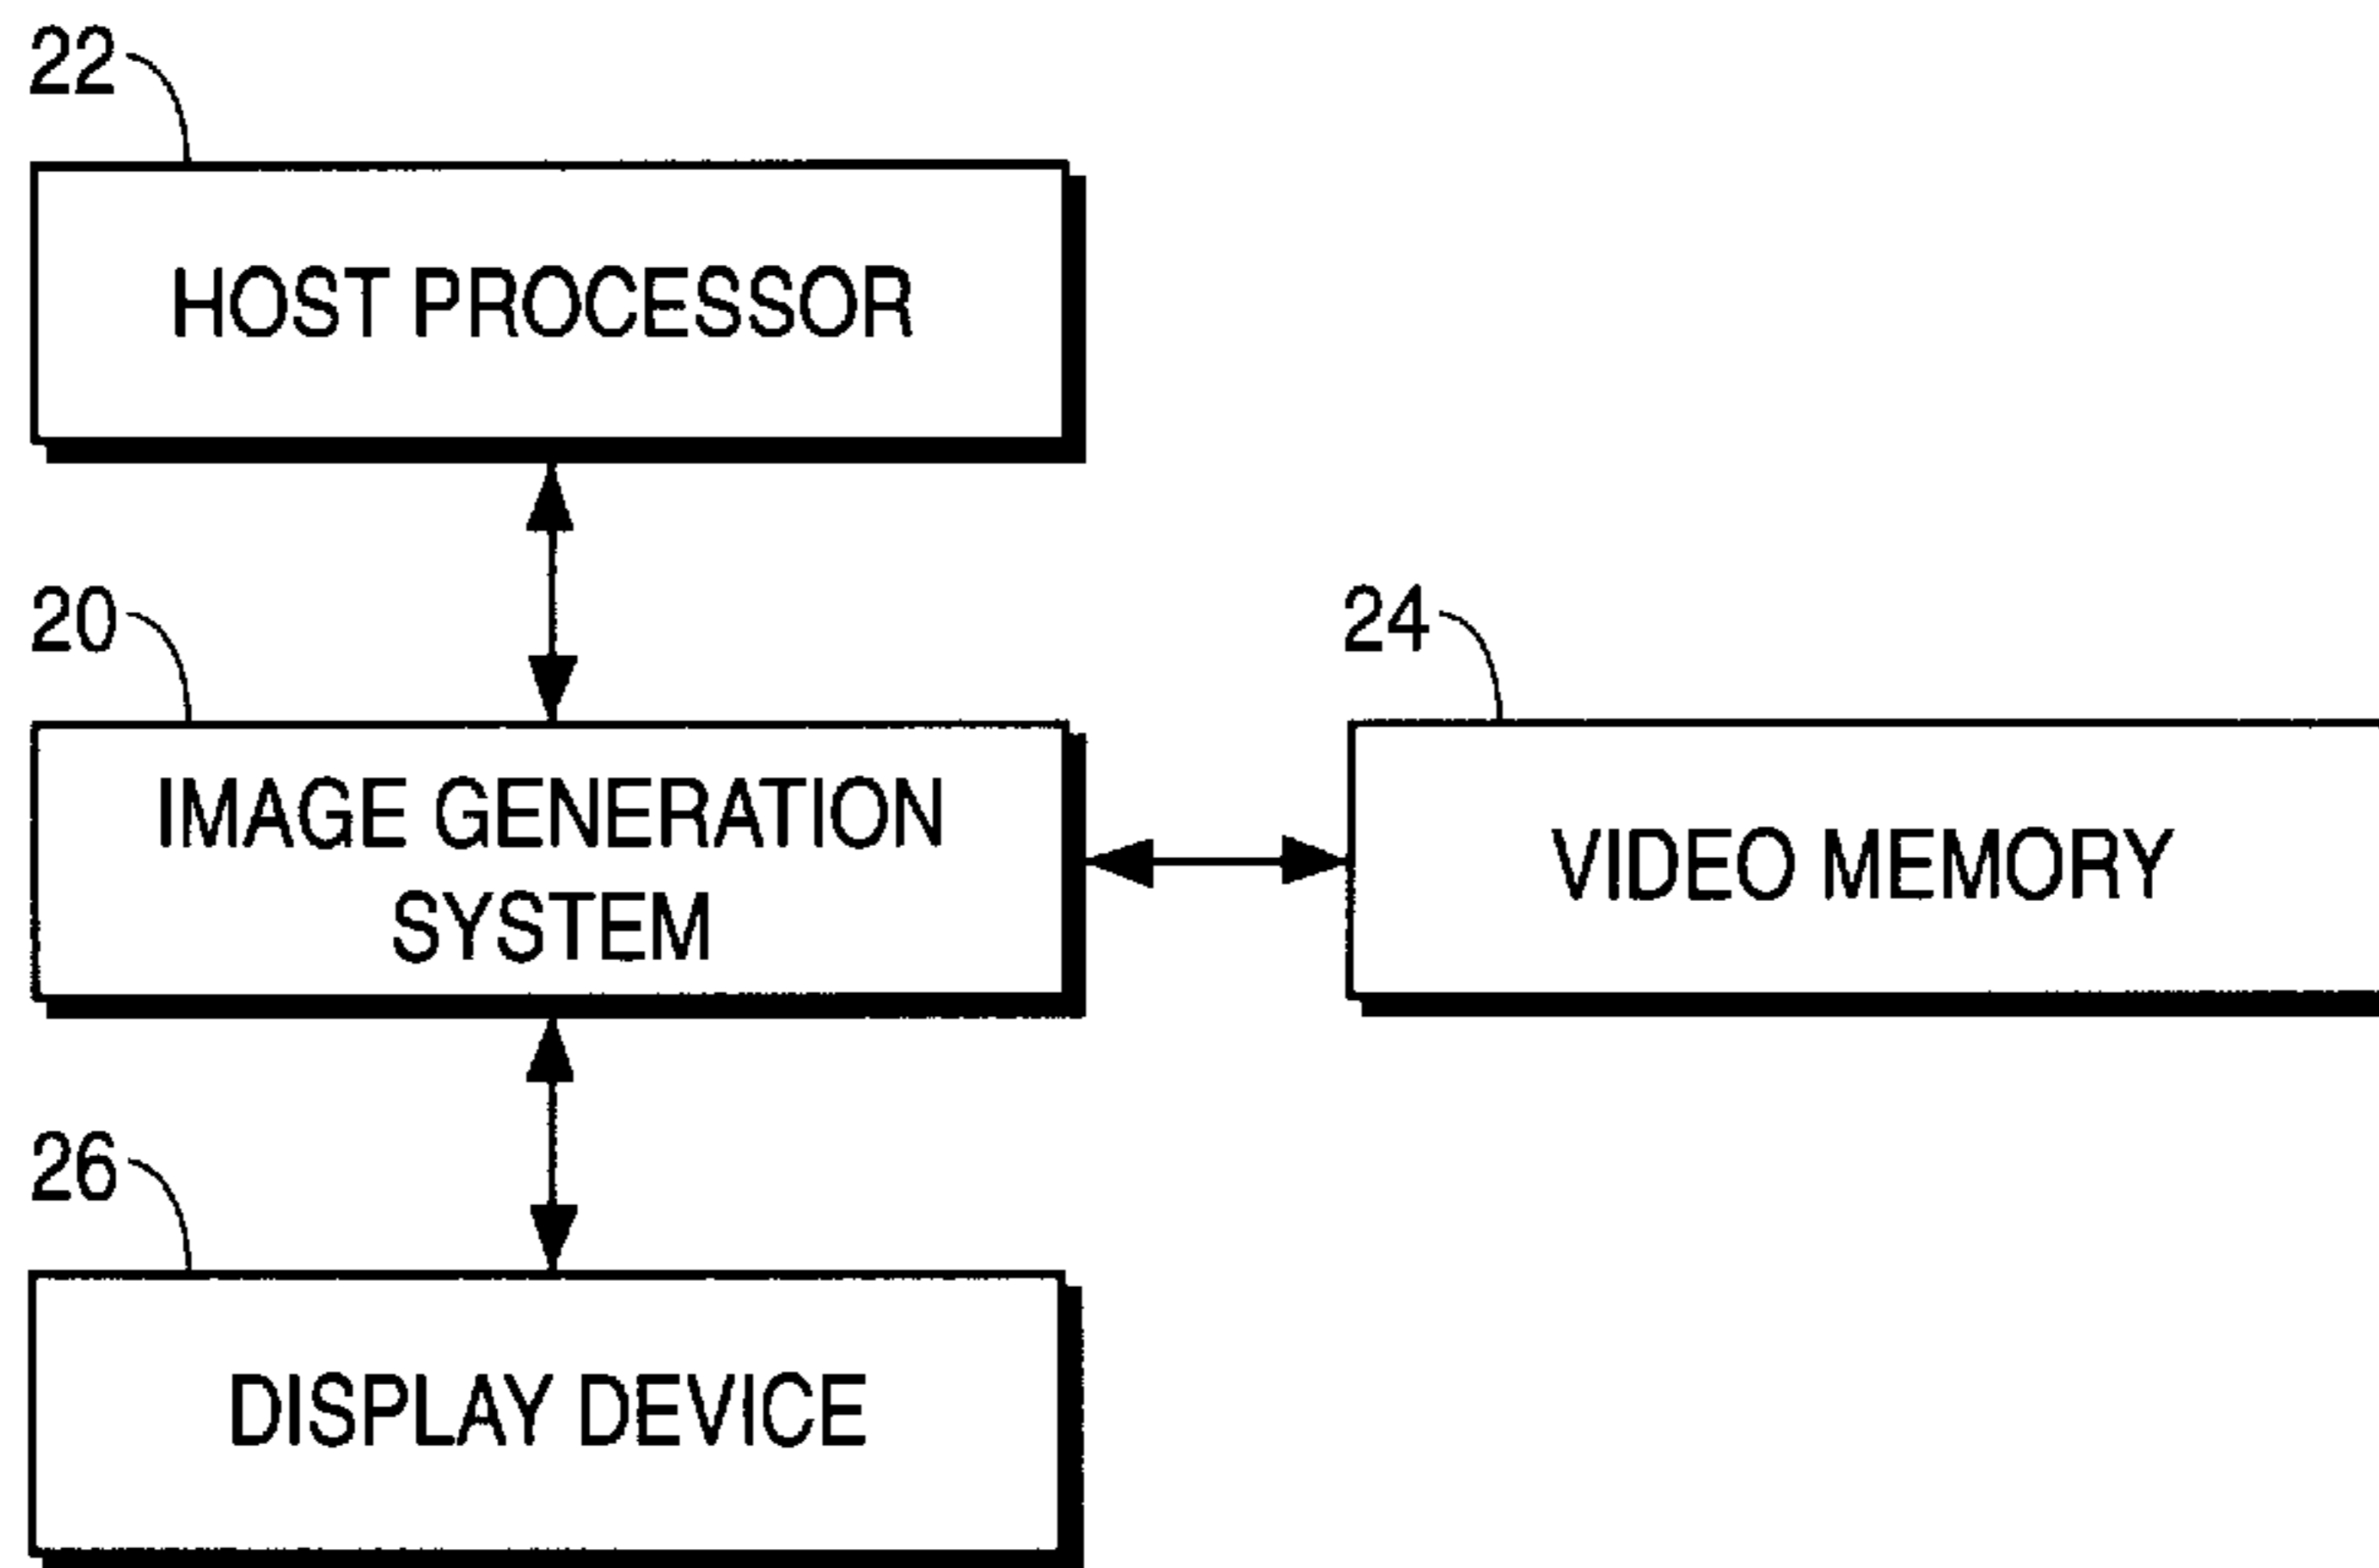 22
HOST PROCESSOR
20
IMAGE GENERATION
SYSTEM
24
VIDEO MEMORY
26
DISPLAY DEVICE